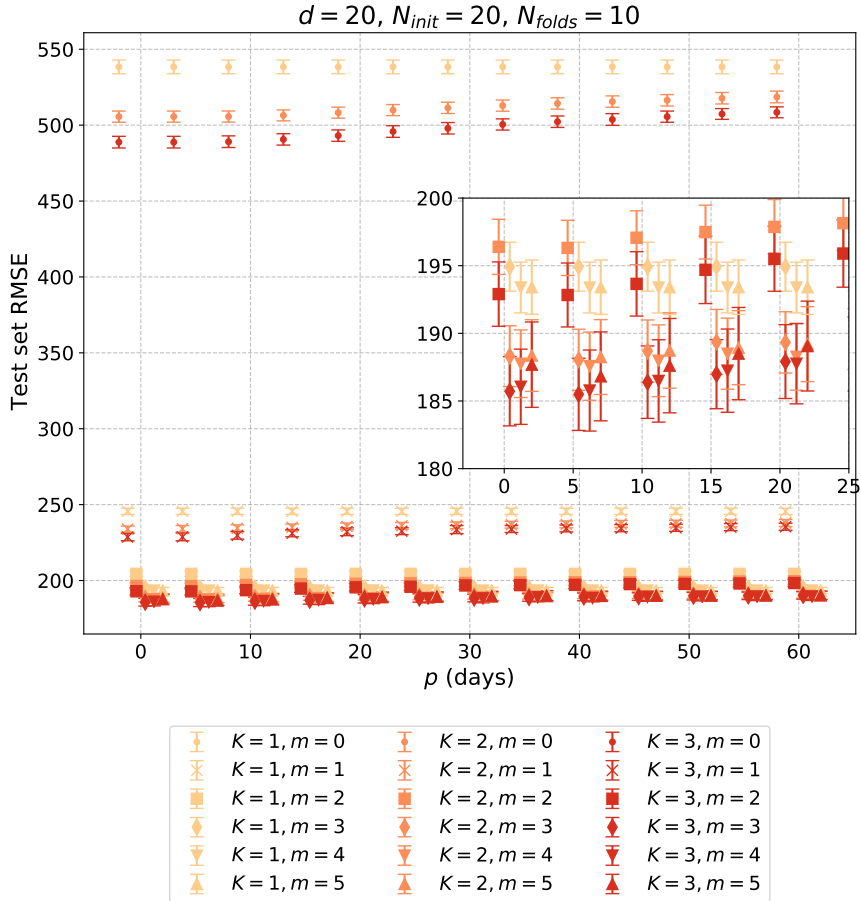 d = 20, N_init = 20, N_folds = 10
Test set RMSE
550
500
450
400
350
300
250
200
200
195
190
185
180
0 5 10 15 20 25
0 10 20 30 40 50 60
p (days)
K = 1, m = 0 K = 2, m = 0 K = 3, m = 0
K = 1, m = 1 K = 2, m = 1 K = 3, m = 1
K = 1, m = 2 K = 2, m = 2 K = 3, m = 2
K = 1, m = 3 K = 2, m = 3 K = 3, m = 3
K = 1, m = 4 K = 2, m = 4 K = 3, m = 4
K = 1, m = 5 K = 2, m = 5 K = 3, m = 5